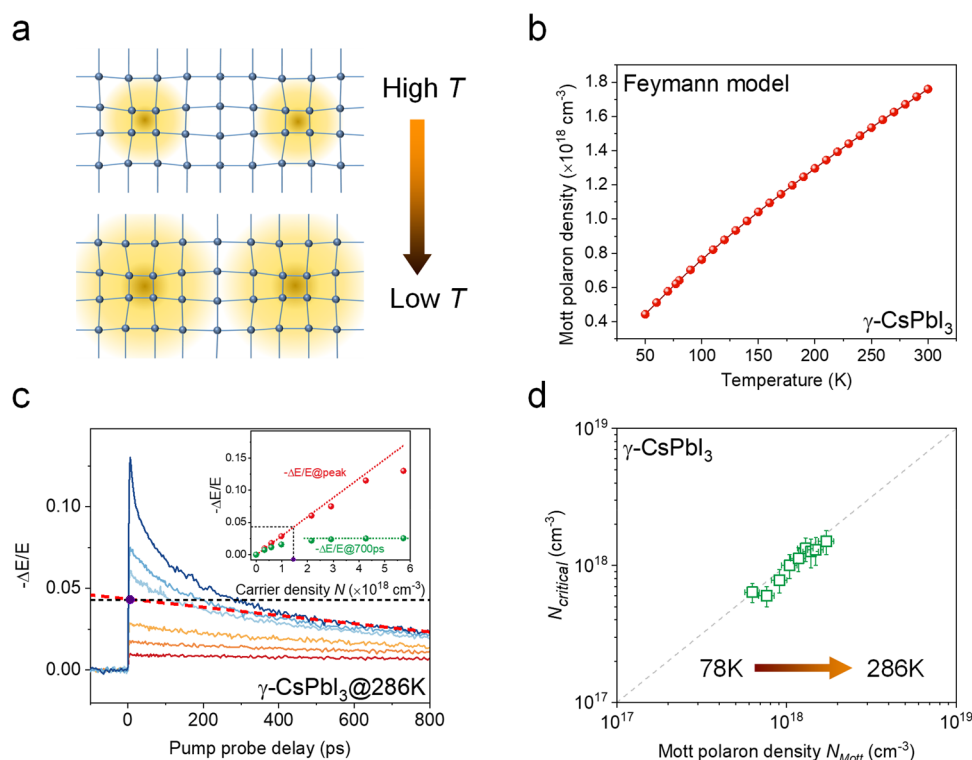 a
High T
Low T
b
Feymann model
1.8
1.6
1.4
1.2
1.0
0.8
0.6
0.4
50 100 150 200 250 300
Mott polaron density (×10¹⁸ cm⁻³)
Temperature (K)
γ-CsPbI₃
c
0.10
0.05
0.00
-ΔE/E
0 200 400 600 800
Pump probe delay (ps)
γ-CsPbI₃@286K
0.15
0.10
0.05
0.00
-ΔE/E
-ΔE/E@peak
-ΔE/E@700ps
0 1 2 3 4 5 6
Carrier density N (×10¹⁸ cm⁻³)
d
γ-CsPbI₃
10¹⁹
10¹⁸
10¹⁷
N_critical (cm⁻³)
78K
286K
10¹⁷ 10¹⁸ 10¹⁹
Mott polaron density N_Mott (cm⁻³)